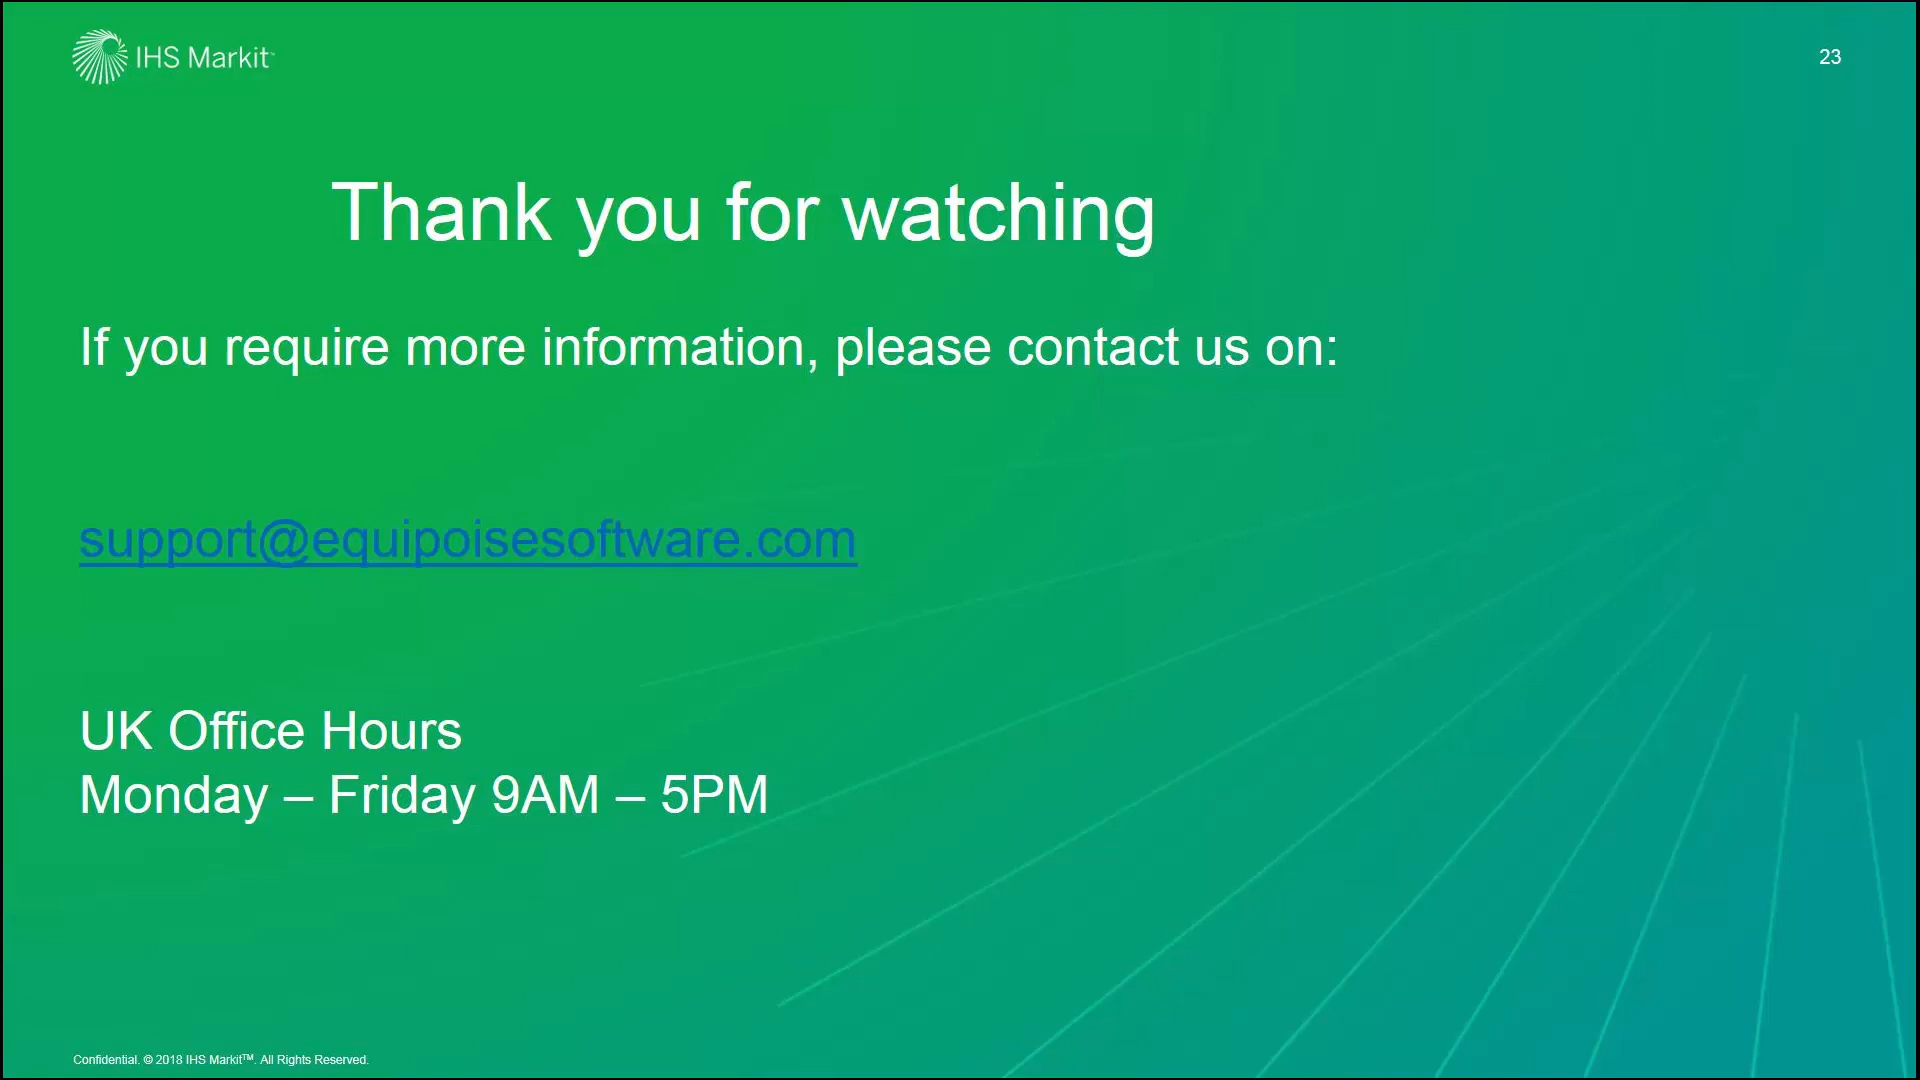 IHS Markit™
23
Thank you for watching
If you require more information, please contact us on:
support@equipoisesoftware.com
UK Office Hours
Monday – Friday 9AM – 5PM
Confidential. © 2018 IHS Markit™. All Rights Reserved.